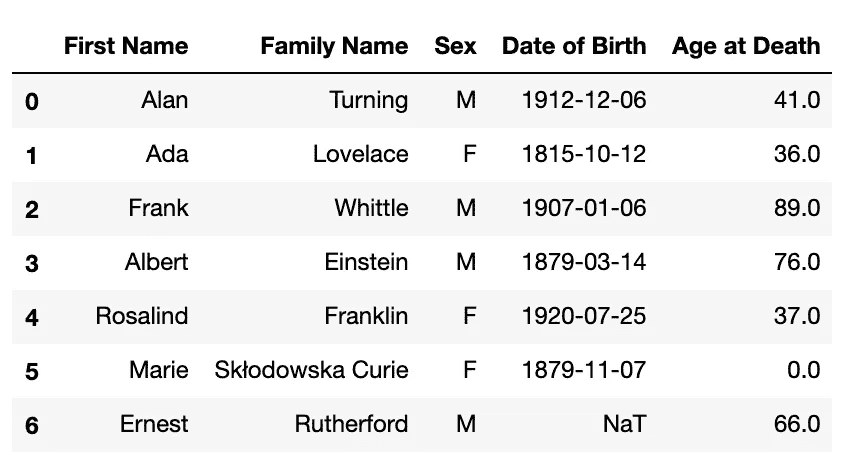 First Name Family Name Sex Date of Birth Age at Death
0 Alan Turning M 1912-12-06 41.0
1 Ada Lovelace F 1815-10-12 36.0
2 Frank Whittle M 1907-01-06 89.0
3 Albert Einstein M 1879-03-14 76.0
4 Rosalind Franklin F 1920-07-25 37.0
5 Marie Skłodowska Curie F 1879-11-07 0.0
6 Ernest Rutherford M NaT 66.0